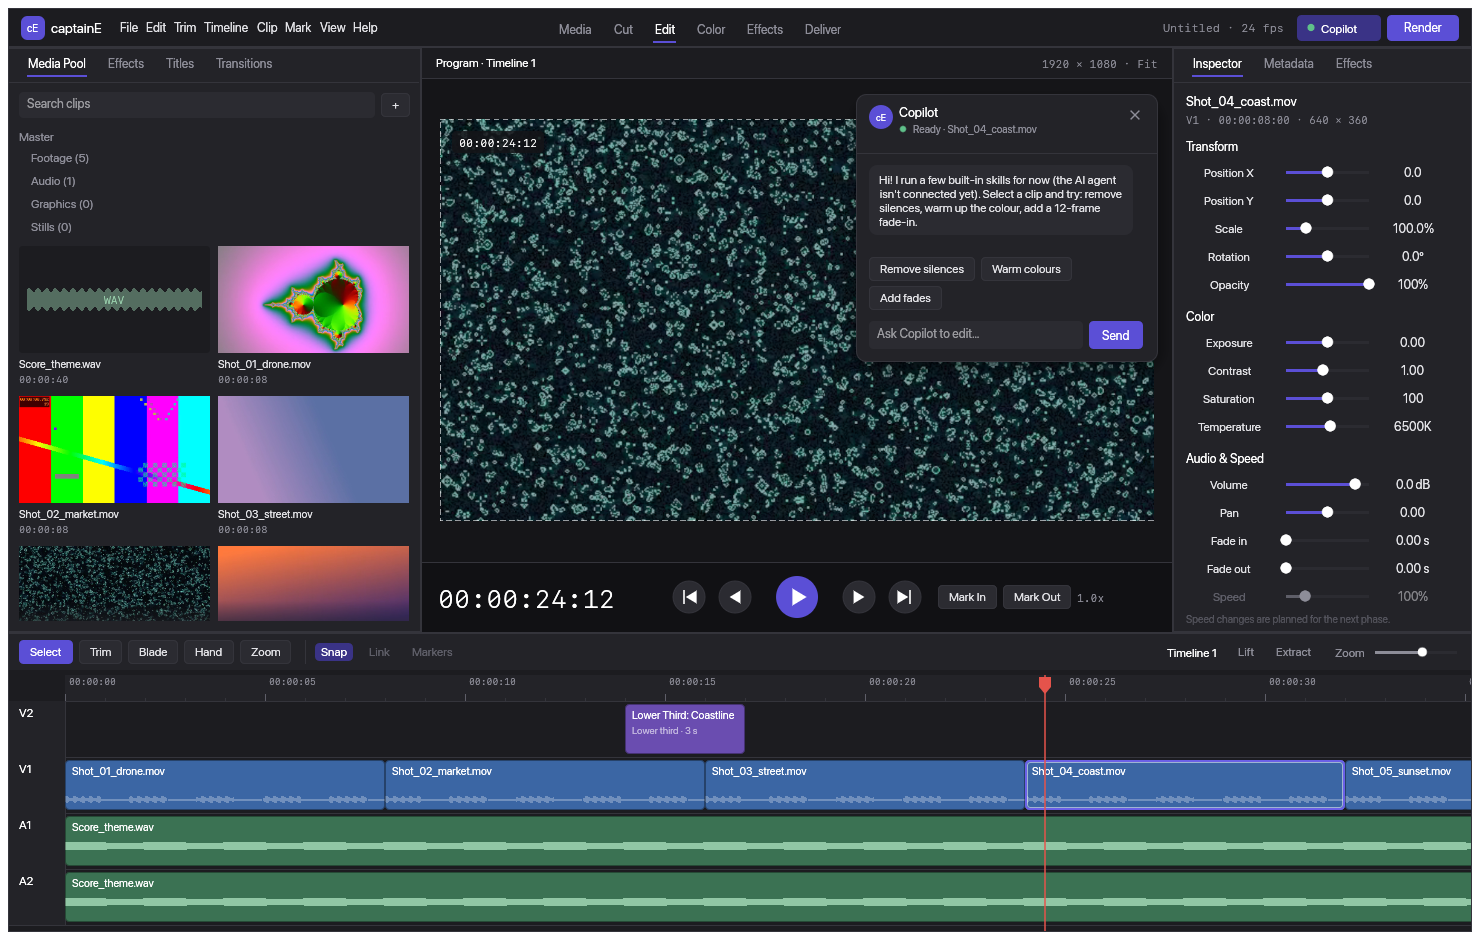 cE captainE File Edit Trim Timeline Clip Mark View Help
Media Cut Edit Color Effects Deliver
Untitled · 24 fps Copilot Render
Media Pool Effects Titles Transitions
Search clips +
Master
Footage (5)
Audio (1)
Graphics (0)
Stills (0)
WAV
Score_theme.wav
00:00:40
Shot_01_drone.mov
00:00:08
Shot_02_market.mov
00:00:08
Shot_03_street.mov
00:00:08
Program · Timeline 1 1920 × 1080 · Fit
00:00:24:12
cE Copilot
Ready · Shot_04_coast.mov
Hi! I run a few built-in skills for now (the AI agent
isn't connected yet). Select a clip and try: remove
silences, warm up the colour, add a 12-frame
fade-in.
Remove silences Warm colours
Add fades
Ask Copilot to edit... Send
00:00:24:12 Mark In Mark Out 1.0x
Inspector Metadata Effects
Shot_04_coast.mov
V1 · 00:00:08:00 · 640 × 360
Transform
Position X 0.0
Position Y 0.0
Scale 100.0%
Rotation 0.0°
Opacity 100%
Color
Exposure 0.00
Contrast 1.00
Saturation 100
Temperature 6500K
Audio & Speed
Volume 0.0 dB
Pan 0.00
Fade in 0.00 s
Fade out 0.00 s
Speed 100%
Speed changes are planned for the next phase.
Select Trim Blade Hand Zoom Snap Link Markers
Timeline 1 Lift Extract Zoom
00:00:00 00:00:05 00:00:10 00:00:15 00:00:20 00:00:25 00:00:30
V2
Lower Third: Coastline
Lower third · 3 s
V1
Shot_01_drone.mov Shot_02_market.mov Shot_03_street.mov Shot_04_coast.mov Shot_05_sunset.mov
A1
Score_theme.wav
A2
Score_theme.wav